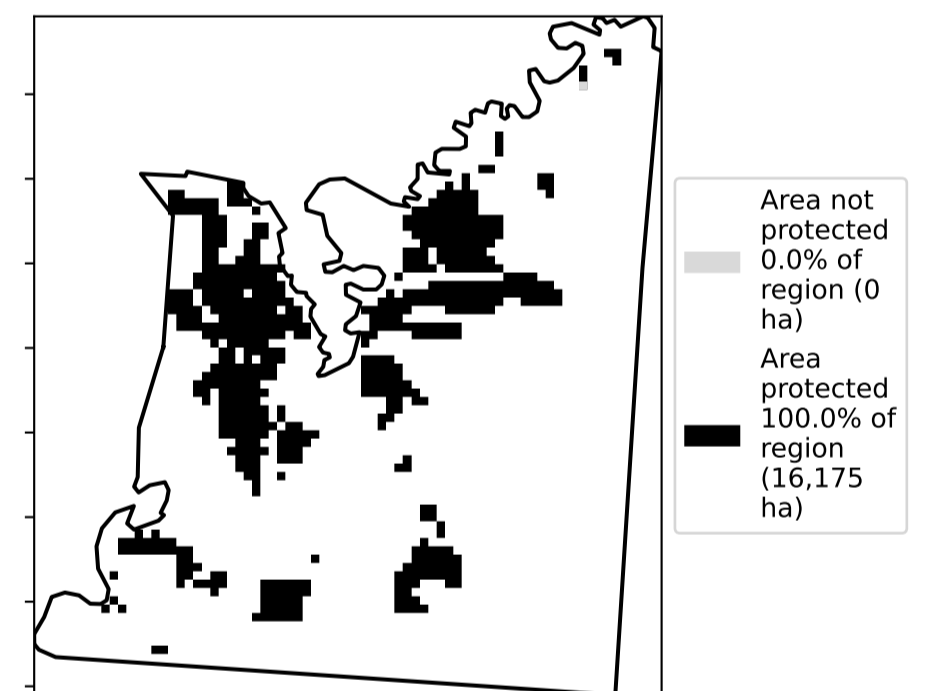 Area not
protected
0.0% of
region (0
ha)
Area
protected
100.0% of
region
(16,175
ha)